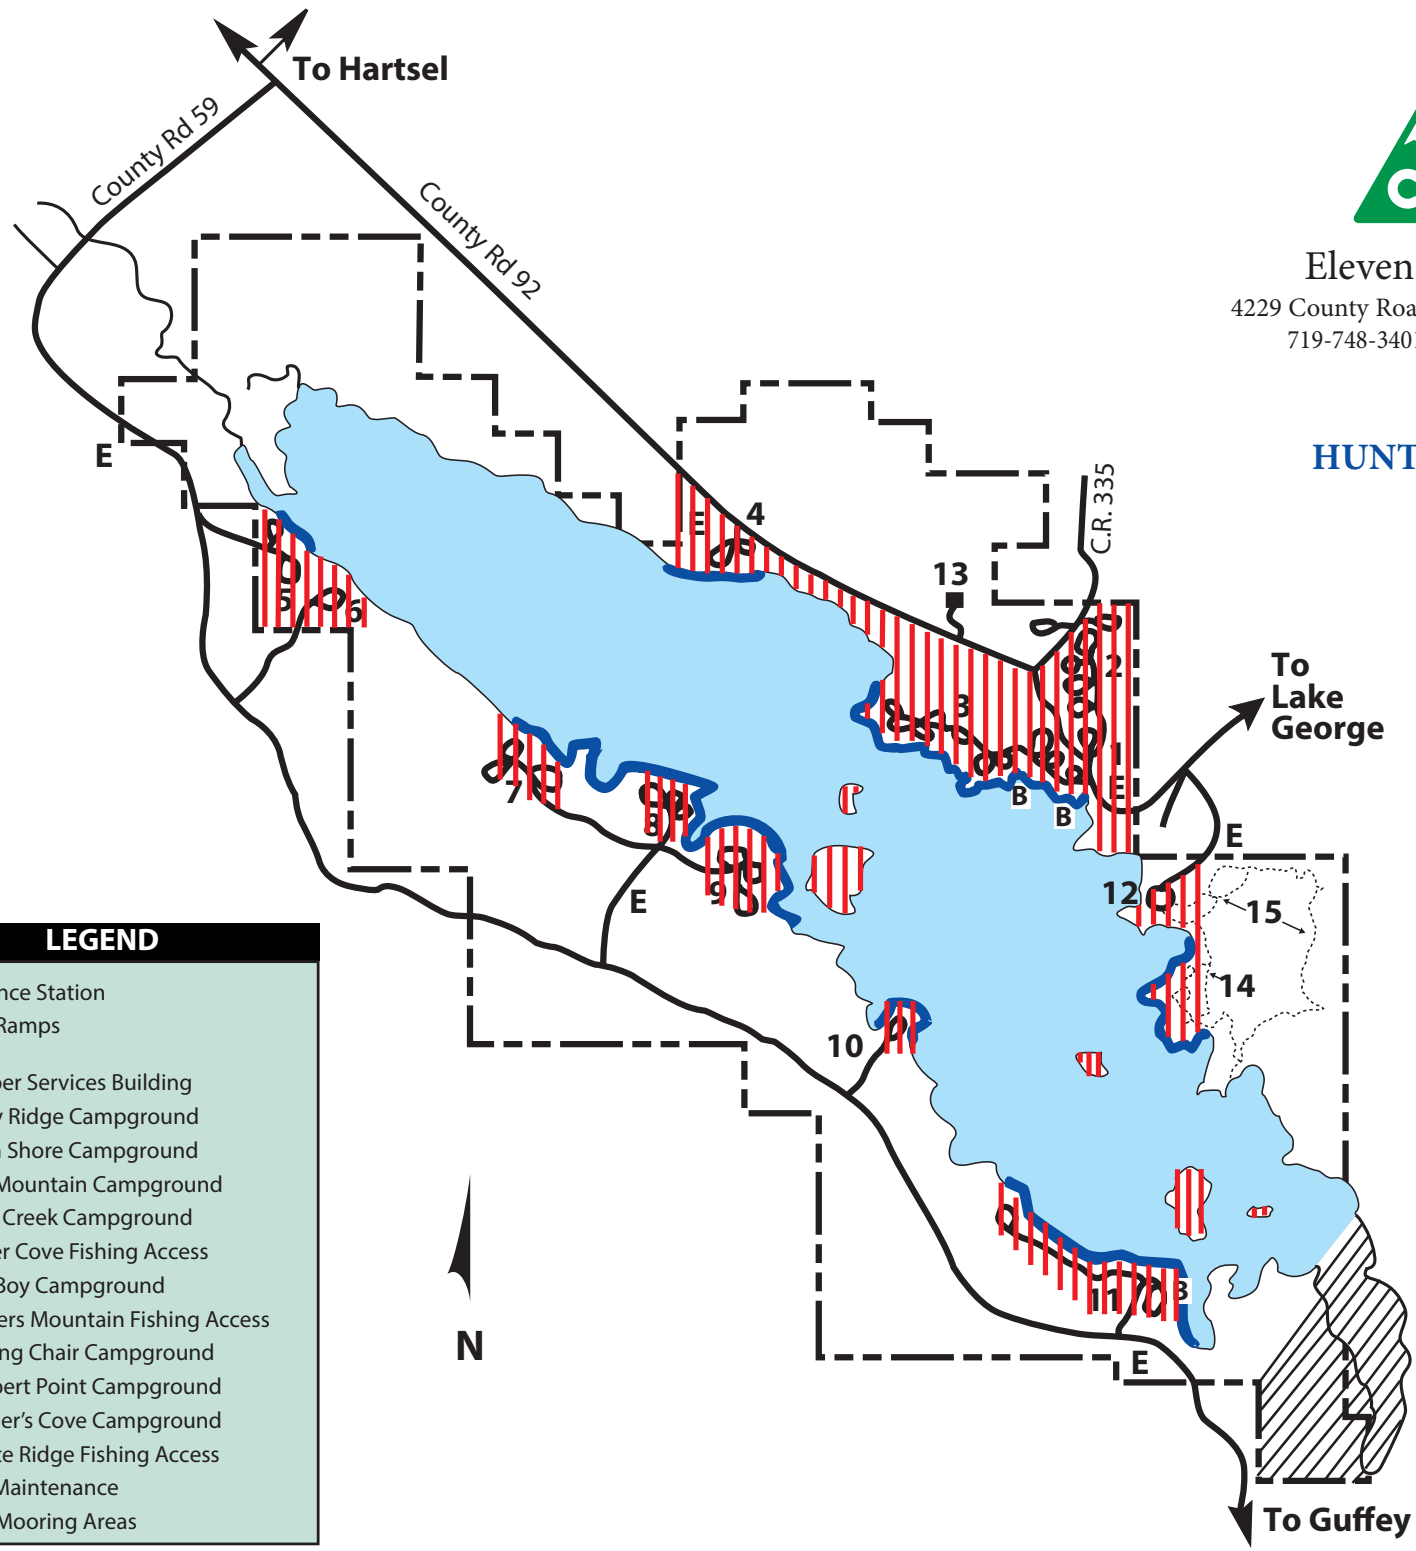 To Hartsel
County Rd 59
County Rd 92
Eleven
4229 County Roa
719-748-340
HUNT
E
E
4
C.R. 335
13
5
6
2
3
1
E
To
Lake
George
7
8
9
B
B
E
12
15
14
E
10
11
B
E
N
To Guffey
LEGEND
nce Station
Ramps
er Services Building
Ridge Campground
Shore Campground
Mountain Campground
Creek Campground
er Cove Fishing Access
Boy Campground
ers Mountain Fishing Access
ng Chair Campground
pert Point Campground
er's Cove Campground
te Ridge Fishing Access
Maintenance
Mooring Areas